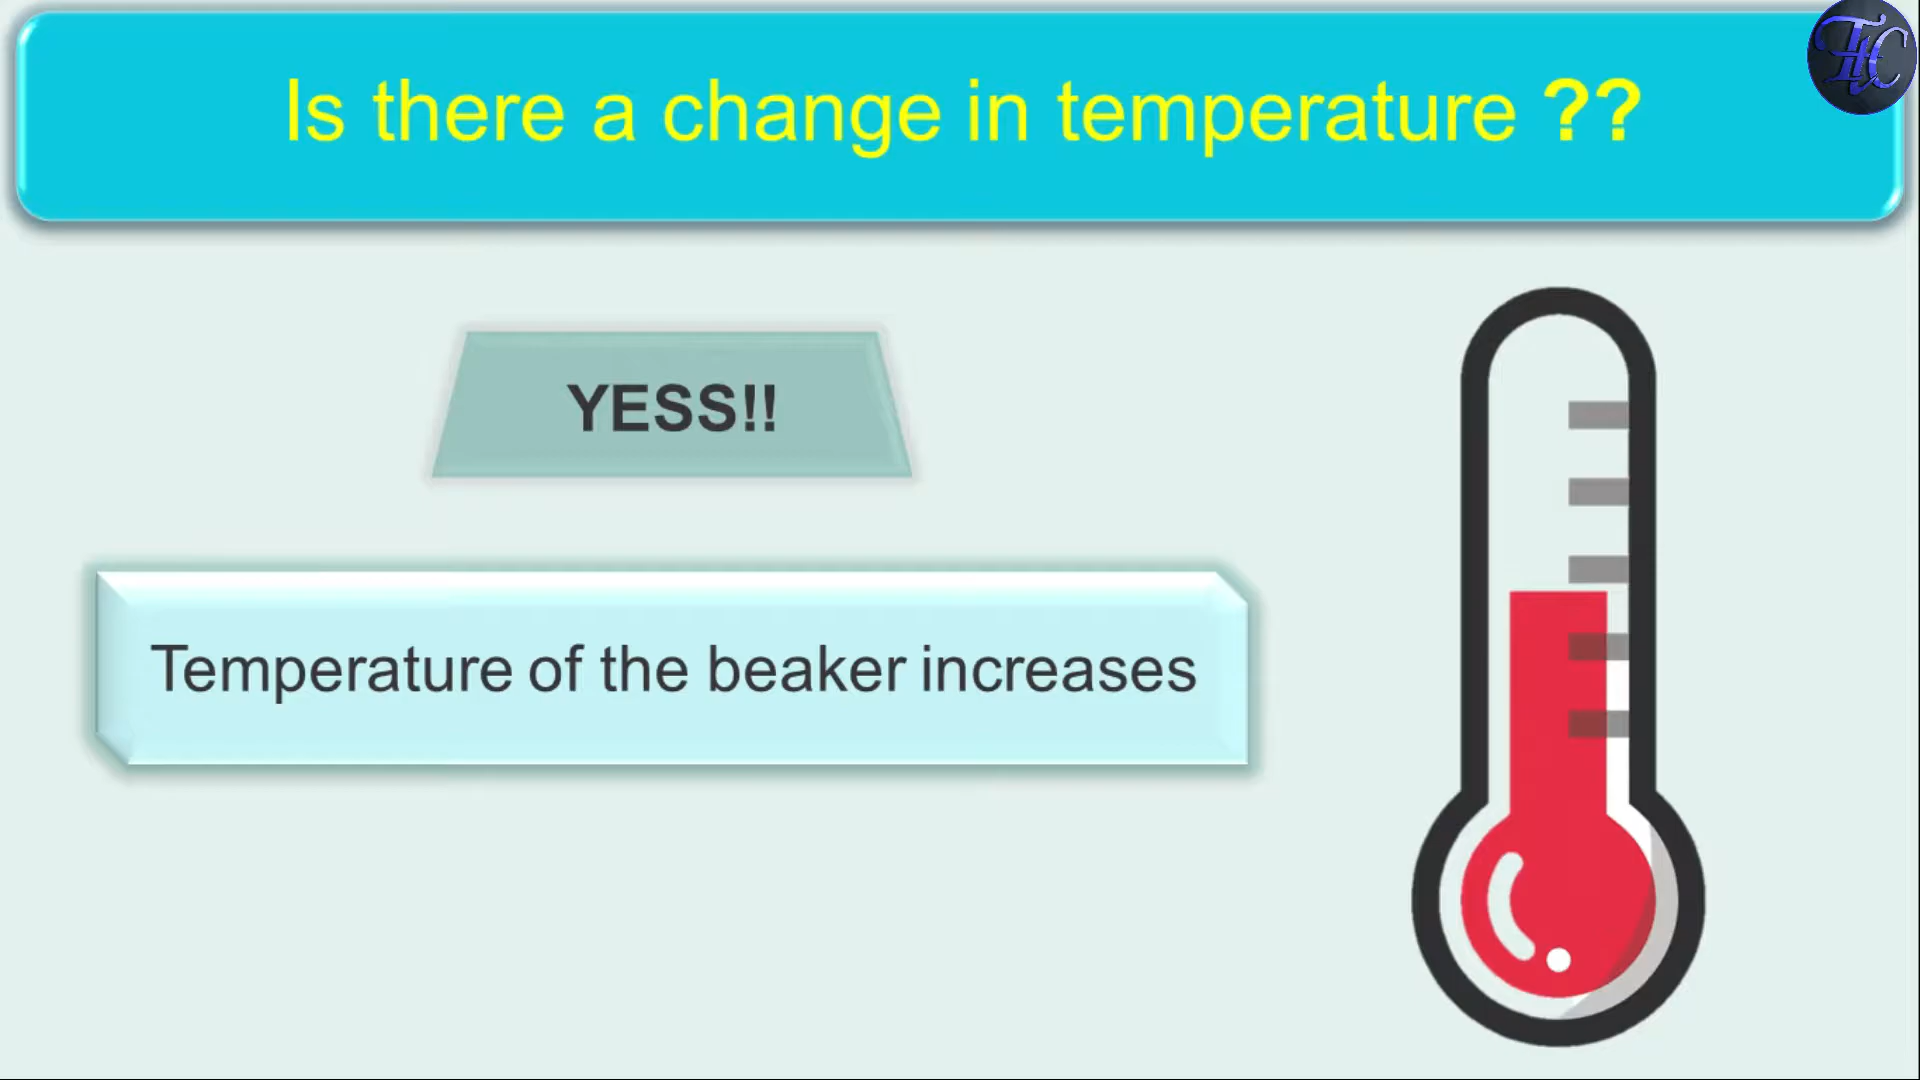 Is there a change in temperature ??
YESS!!
Temperature of the beaker increases